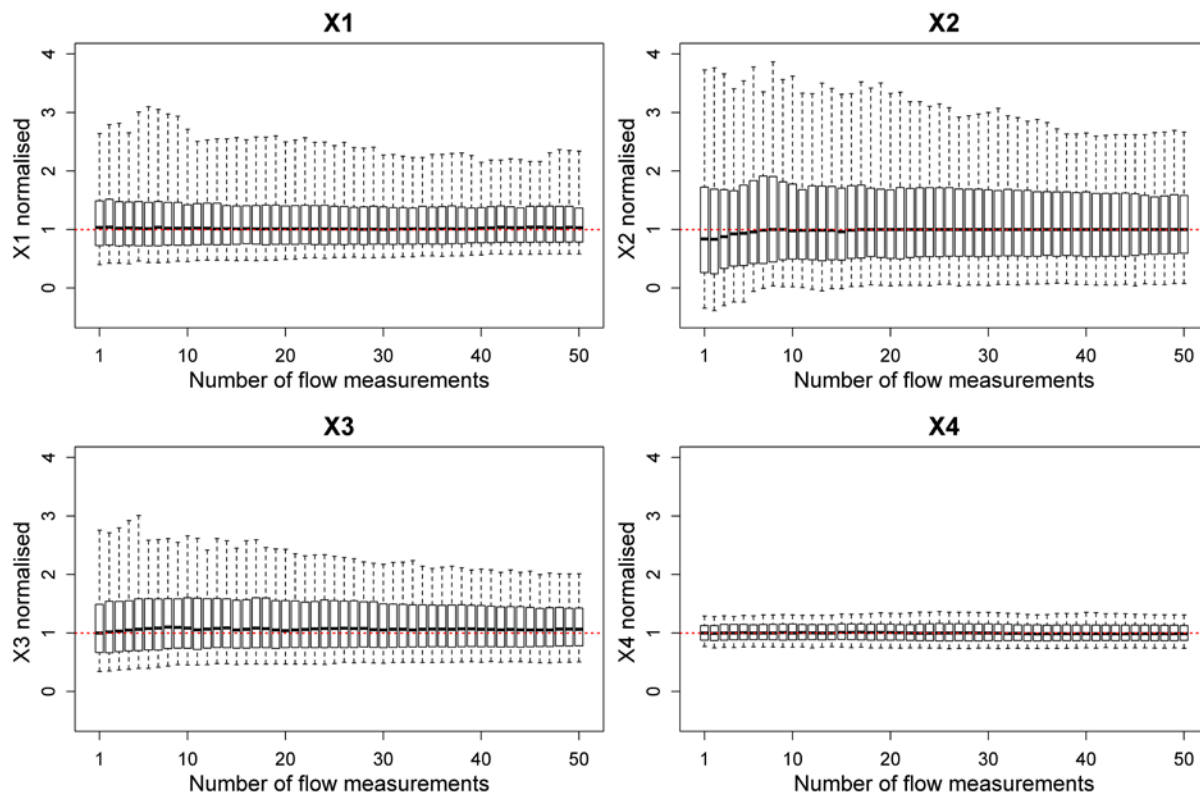 X1
X1 normalised
4
3
2
1
0
1 10 20 30 40 50
Number of flow measurements
X2
X2 normalised
4
3
2
1
0
1 10 20 30 40 50
Number of flow measurements
X3
X3 normalised
4
3
2
1
0
1 10 20 30 40 50
Number of flow measurements
X4
X4 normalised
4
3
2
1
0
1 10 20 30 40 50
Number of flow measurements